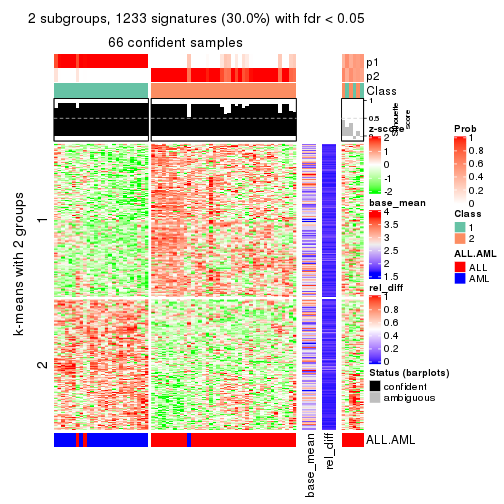 2 subgroups, 1233 signatures (30.0%) with fdr < 0.05
66 confident samples
p1
p2
Class
1
0.5
0
Silhouette
score
k-means with 2 groups
1
2
ALL.AML
base_mean
rel_diff
z-score
2
1
0
-1
-2
base_mean
4
3.5
3
2.5
2
1.5
rel_diff
1
0.8
0.6
0.4
0.2
0
Status (barplots)
confident
ambiguous
Prob
1
0.8
0.6
0.4
0.2
0
Class
1
2
ALL.AML
ALL
AML